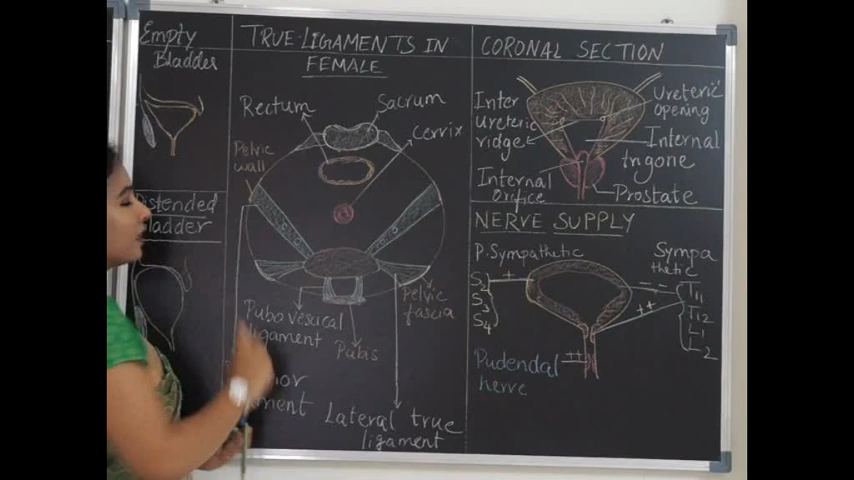 Empty
Bladder
Distended
Bladder
TRUE LIGAMENTS IN
FEMALE
Rectum
Sacrum
Cervix
Pelvic
wall
Pubovesical
ligament
Pelvic
fascia
Pubis
Lateral true
ligament
CORONAL SECTION
Inter
Ureteric
ridge
Ureteric
opening
Internal
trigone
Internal
Orifice
Prostate
NERVE SUPPLY
P.Sympathetic
Sympa
thetic
S2
S3
S4
+
--
++
T11
T12
L1
L2
Pudendal
nerve
++